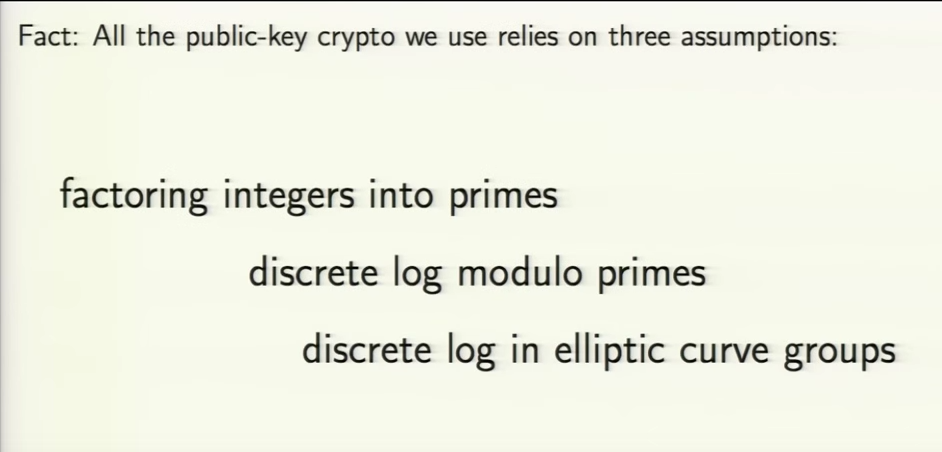 Fact: All the public-key crypto we use relies on three assumptions:
factoring integers into primes
discrete log modulo primes
discrete log in elliptic curve groups